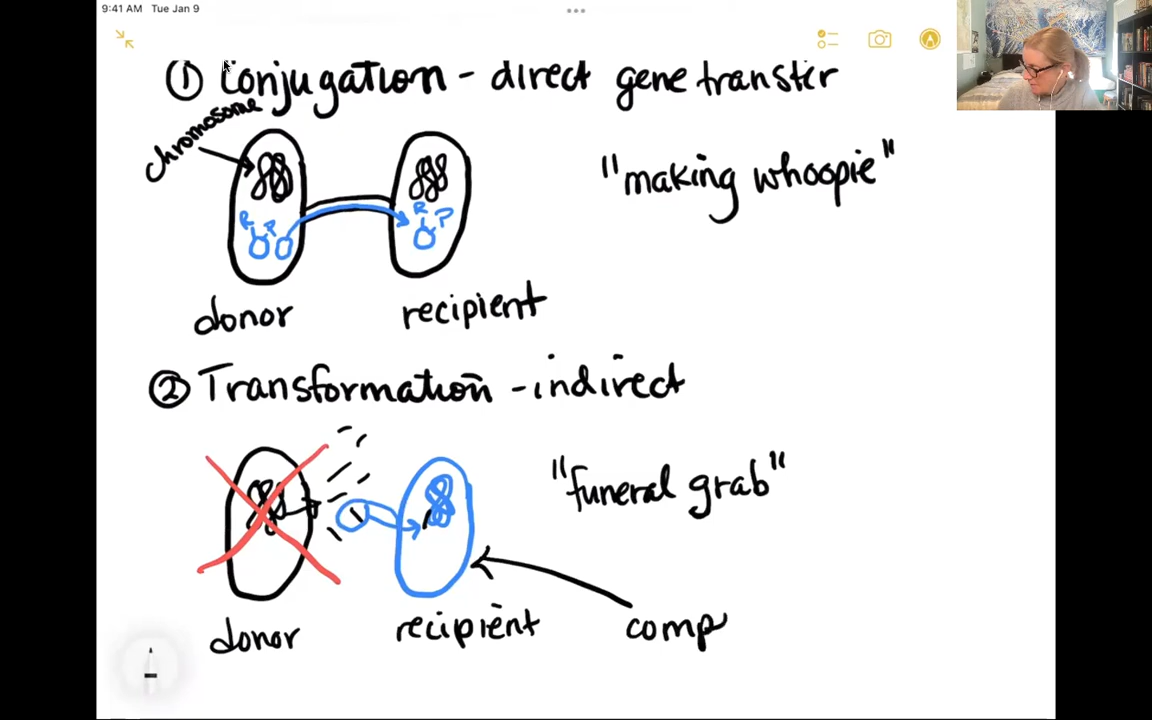 9:41 AM Tue Jan 9
① Conjugation - direct gene transfer
chromosome
"making whoopie"
R R R P
donor recipient
② Transformation - indirect
"funeral grab"
donor recipient comp